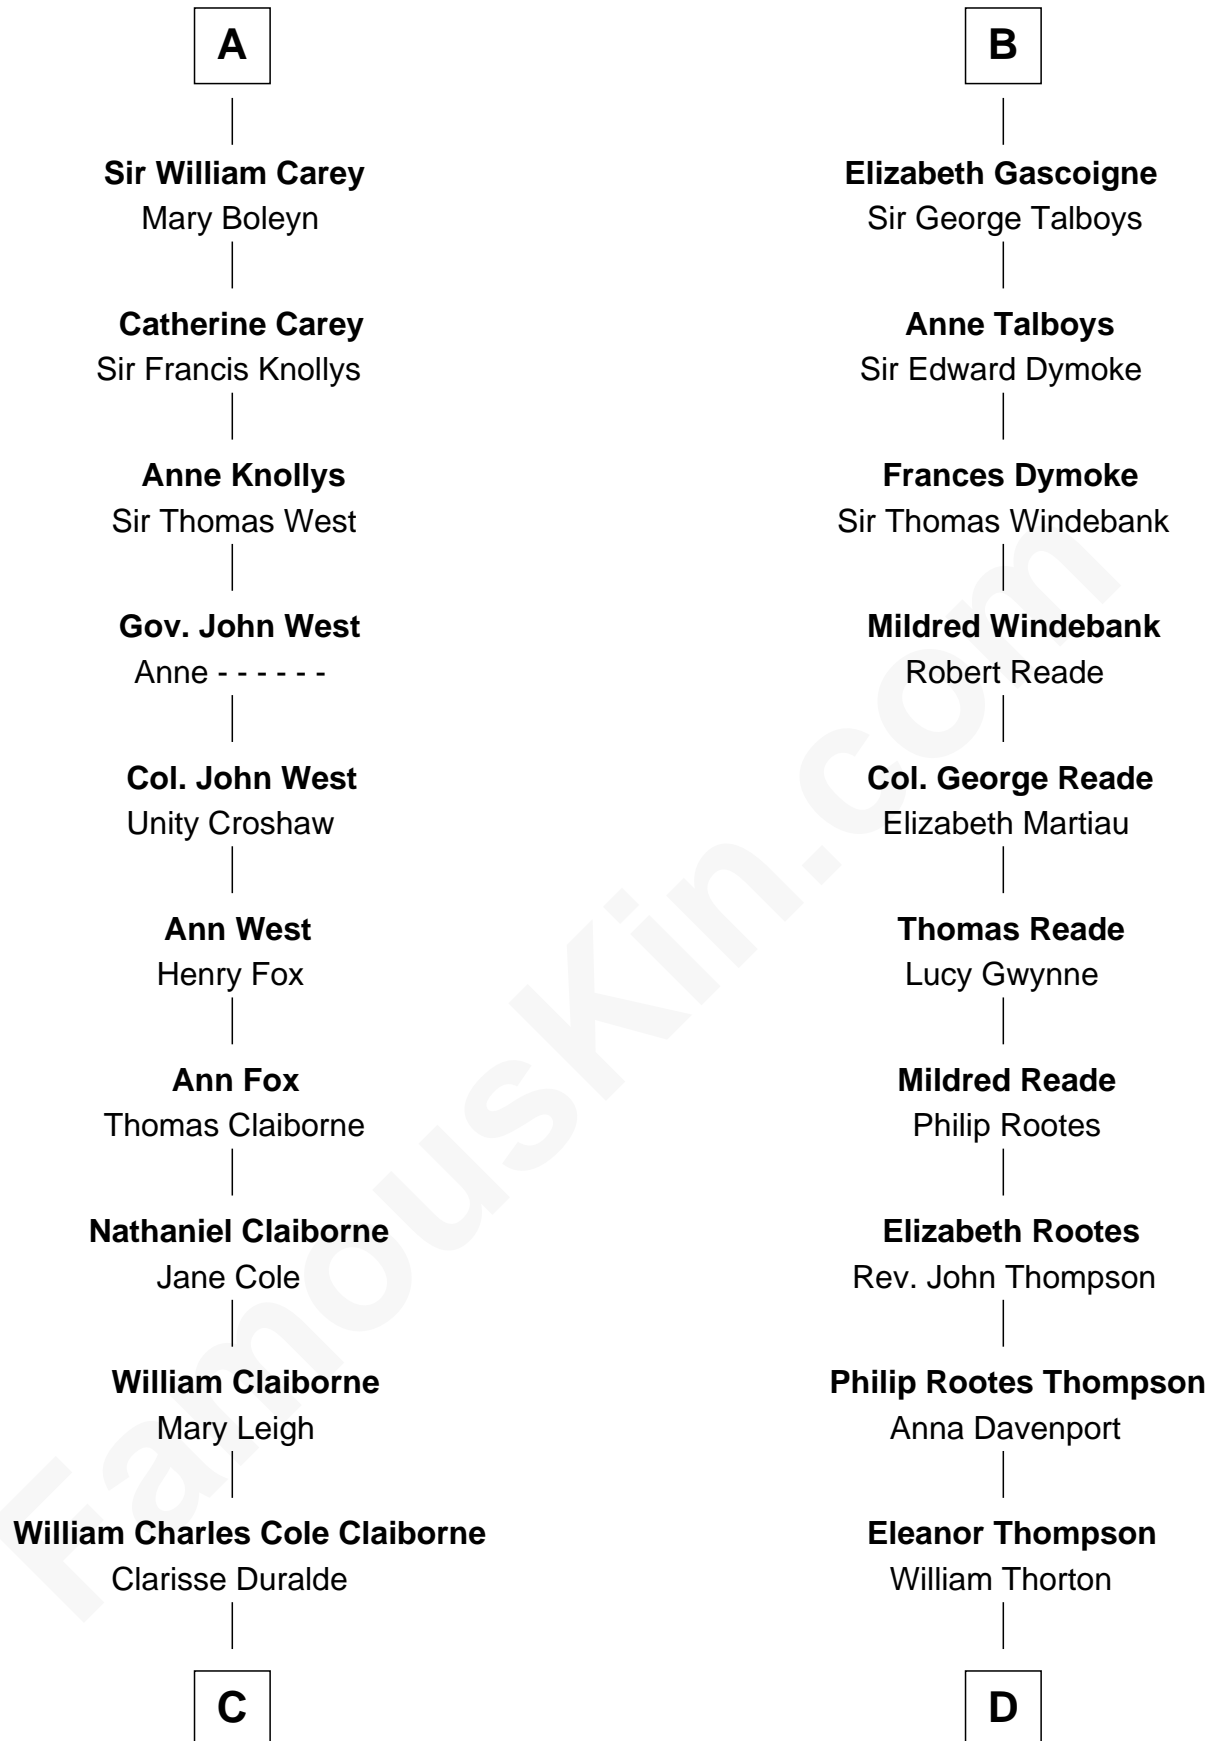 A
Sir William Carey
Mary Boleyn
Catherine Carey
Sir Francis Knollys
Anne Knollys
Sir Thomas West
Gov. John West
Anne - - - - - -
Col. John West
Unity Croshaw
Ann West
Henry Fox
Ann Fox
Thomas Claiborne
Nathaniel Claiborne
Jane Cole
William Claiborne
Mary Leigh
William Charles Cole Claiborne
Clarisse Duralde
C
B
Elizabeth Gascoigne
Sir George Talboys
Anne Talboys
Sir Edward Dymoke
Frances Dymoke
Sir Thomas Windebank
Mildred Windebank
Robert Reade
Col. George Reade
Elizabeth Martiau
Thomas Reade
Lucy Gwynne
Mildred Reade
Philip Rootes
Elizabeth Rootes
Rev. John Thompson
Philip Rootes Thompson
Anna Davenport
Eleanor Thompson
William Thorton
D
FamousKin.com